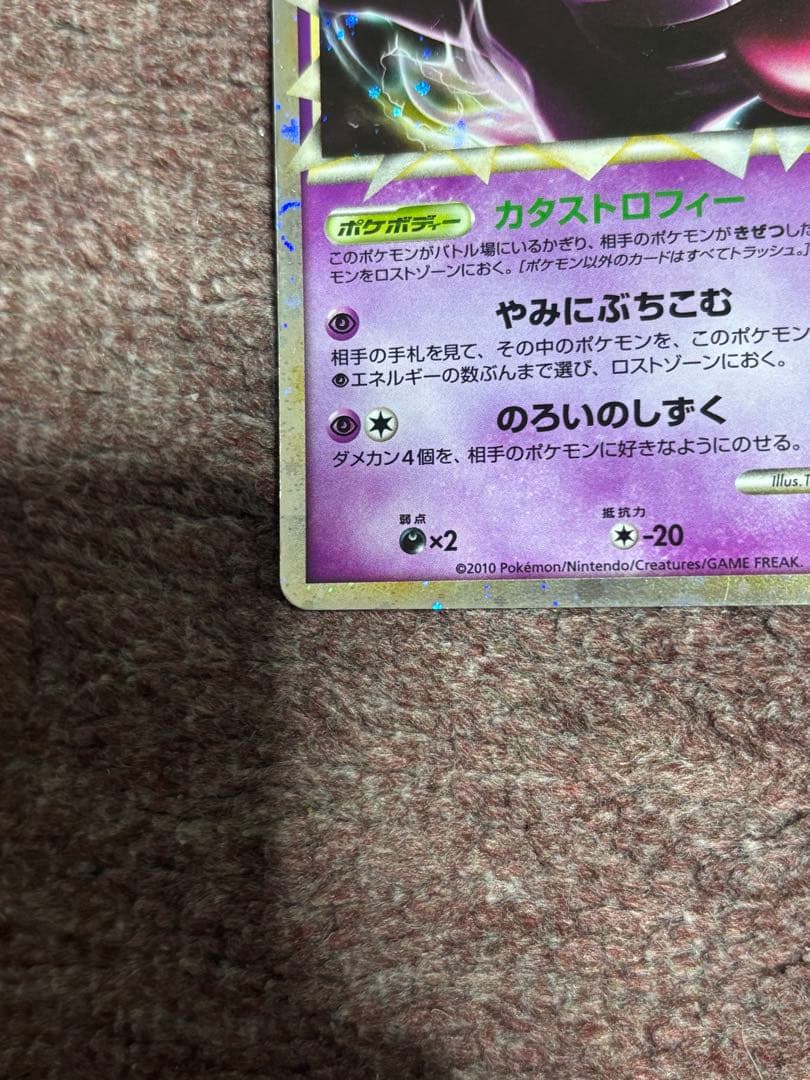 ポケボディー カタストロフィー
このポケモンがバトル場にいるかぎり、相手のポケモンがきぜつした
モンをロストゾーンにおく。[ポケモン以外のカードはすべてトラッシュ。]
やみにぶちこむ
相手の手札を見て、その中のポケモンを、このポケモン
エネルギーの数ぶんまで選び、ロストゾーンにおく。
のろいのしずく
ダメカン4個を、相手のポケモンに好きなようにのせる。
Illus.T
弱点 抵抗力
×2 -20
©2010 Pokémon/Nintendo/Creatures/GAME FREAK.